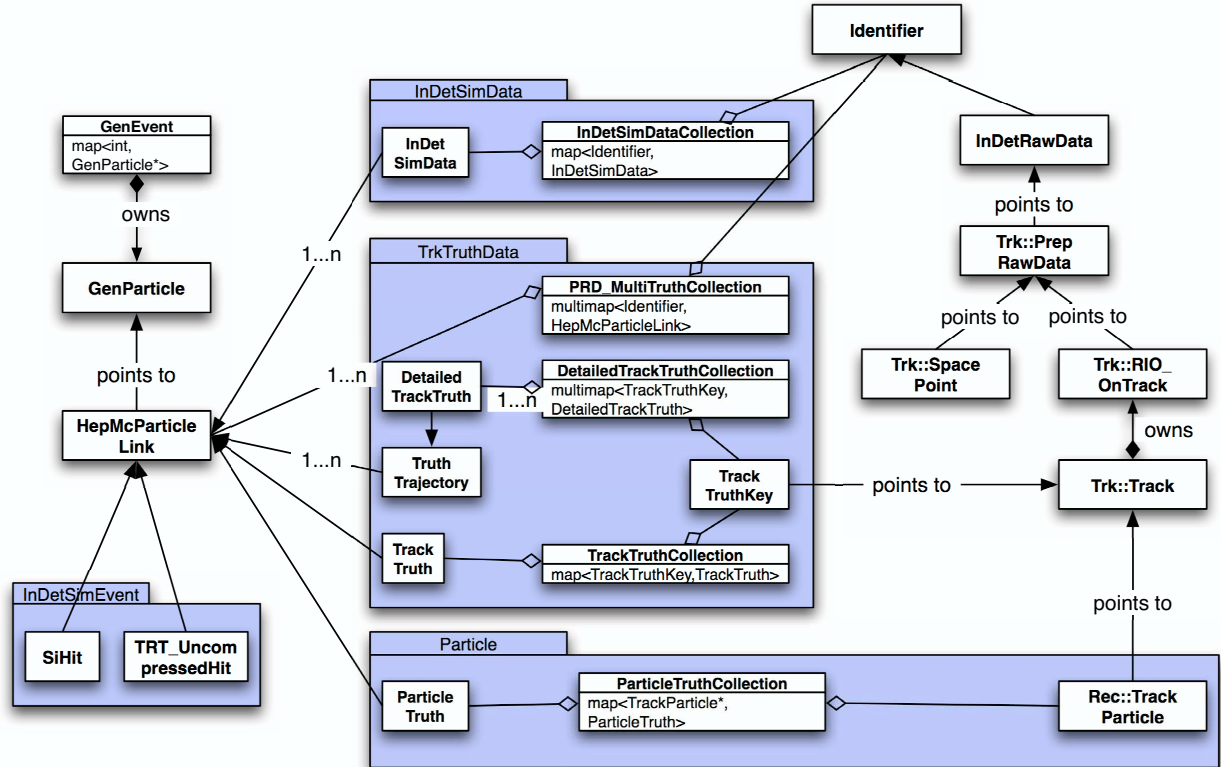 Identifier
InDetSimData
GenEvent
map<int,
GenParticle*>
InDet
SimData
InDetSimDataCollection
map<Identifier,
InDetSimData>
InDetRawData
owns
points to
1...n
TrkTruthData
Trk::Prep
RawData
GenParticle
PRD_MultiTruthCollection
multimap<Identifier,
HepMcParticleLink>
points to
points to
points to
1...n
Detailed
TrackTruth
1...n
DetailedTrackTruthCollection
multimap<TrackTruthKey,
DetailedTrackTruth>
Trk::Space
Point
Trk::RIO_
OnTrack
HepMcParticle
Link
owns
1...n
Truth
Trajectory
Track
TruthKey
points to
Trk::Track
Track
Truth
TrackTruthCollection
map<TrackTruthKey,TrackTruth>
InDetSimEvent
points to
SiHit
TRT_Uncom
pressedHit
Particle
Particle
Truth
ParticleTruthCollection
map<TrackParticle*,
ParticleTruth>
Rec::Track
Particle